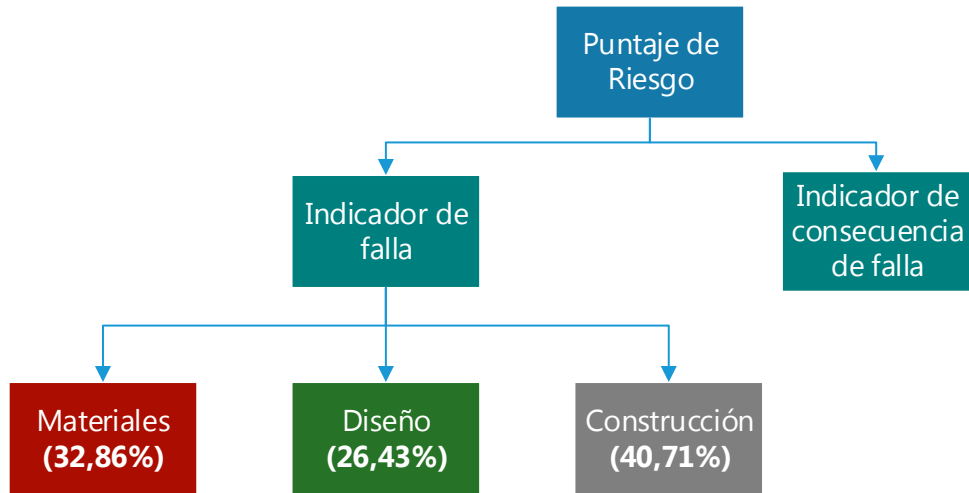 Puntaje de
Riesgo
Indicador de
falla
Indicador de
consecuencia
de falla
Materiales
(32,86%)
Diseño
(26,43%)
Construcción
(40,71%)